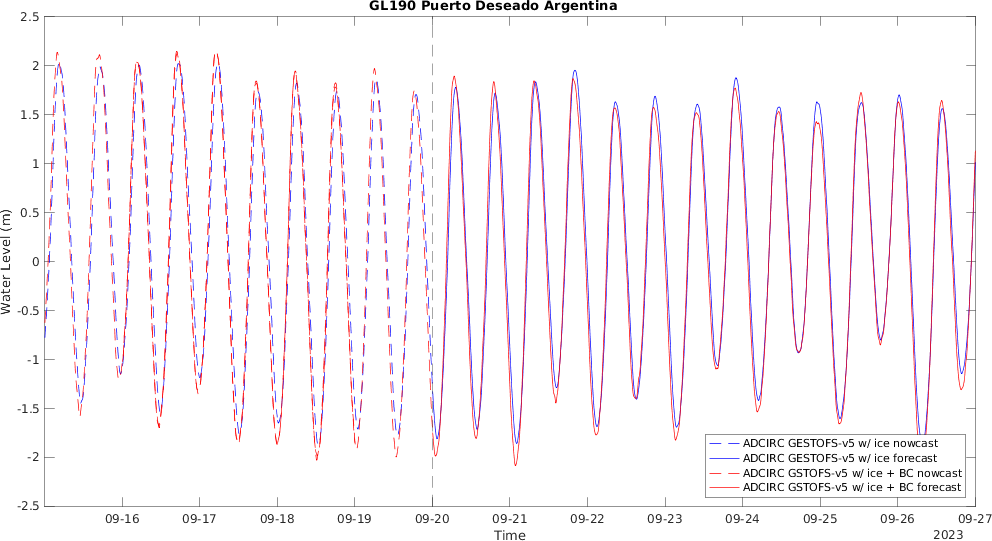 GL190 Puerto Deseado Argentina
2.5
2
1.5
1
0.5
0
-0.5
-1
-1.5
-2
-2.5
Water Level (m)
ADCIRC GESTOFS-v5 w/ ice nowcast
ADCIRC GESTOFS-v5 w/ ice forecast
ADCIRC GSTOFS-v5 w/ ice + BC nowcast
ADCIRC GSTOFS-v5 w/ ice + BC forecast
09-16 09-17 09-18 09-19 09-20 09-21 09-22 09-23 09-24 09-25 09-26 09-27
Time
2023